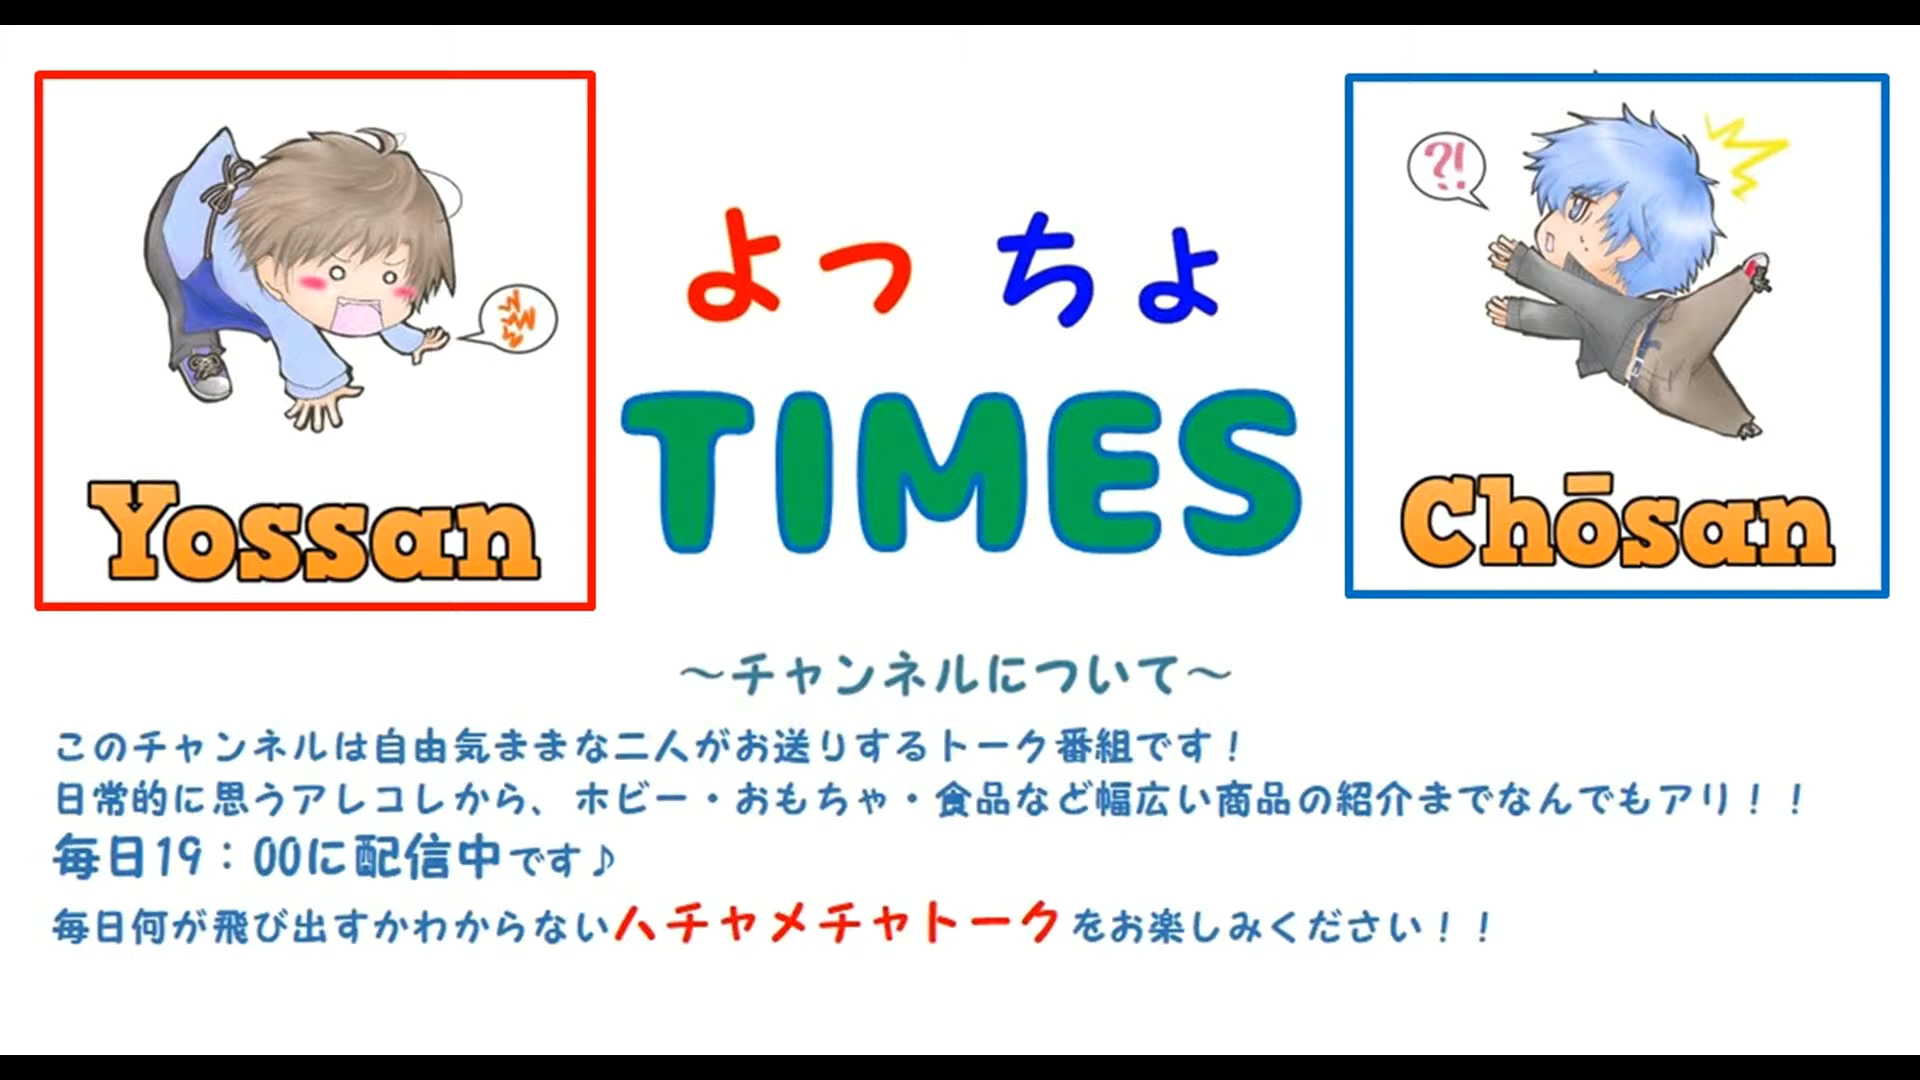 よっ ちょ
TIMES
Yossan
?!
Chōsan
～チャンネルについて～
このチャンネルは自由気ままな二人がお送りするトーク番組です！
日常的に思うアレコレから、ホビー・おもちゃ・食品など幅広い商品の紹介までなんでもアリ！！
毎日19：00に配信中です♪
毎日何が飛び出すかわからないハチャメチャトークをお楽しみください！！